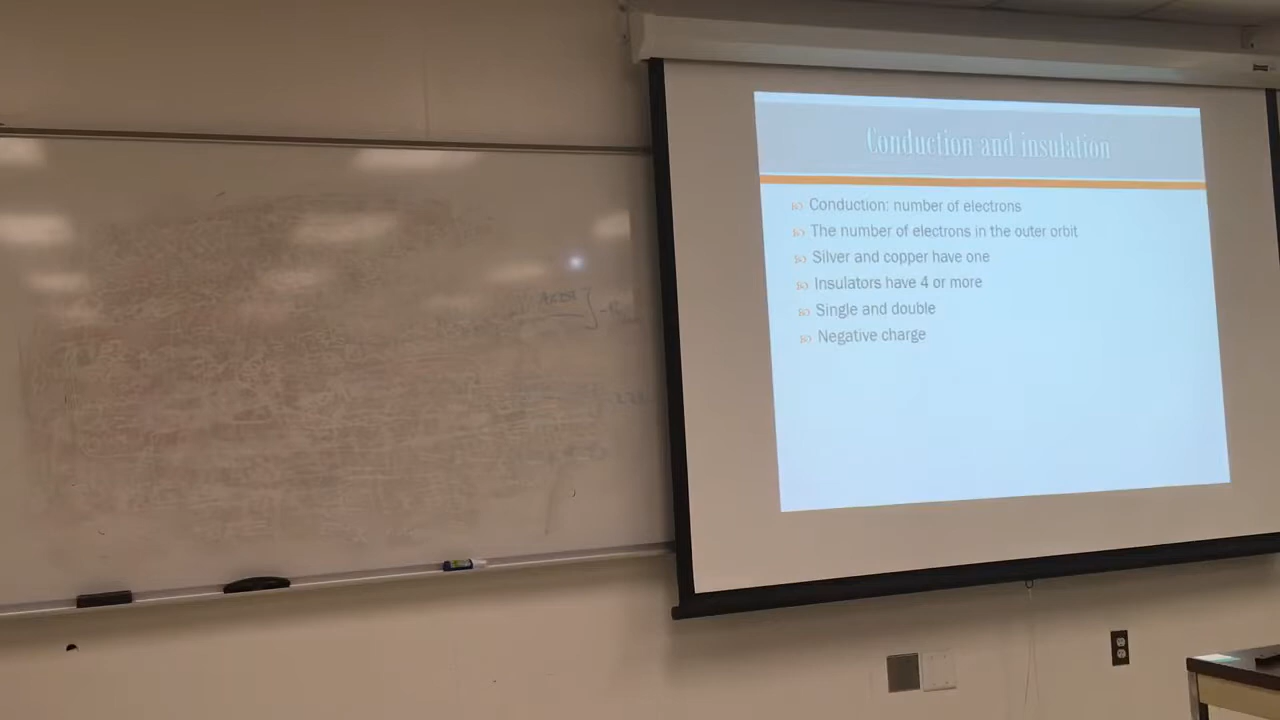 Conduction and insulation
Conduction: number of electrons
The number of electrons in the outer orbit
Silver and copper have one
Insulators have 4 or more
Single and double
Negative charge